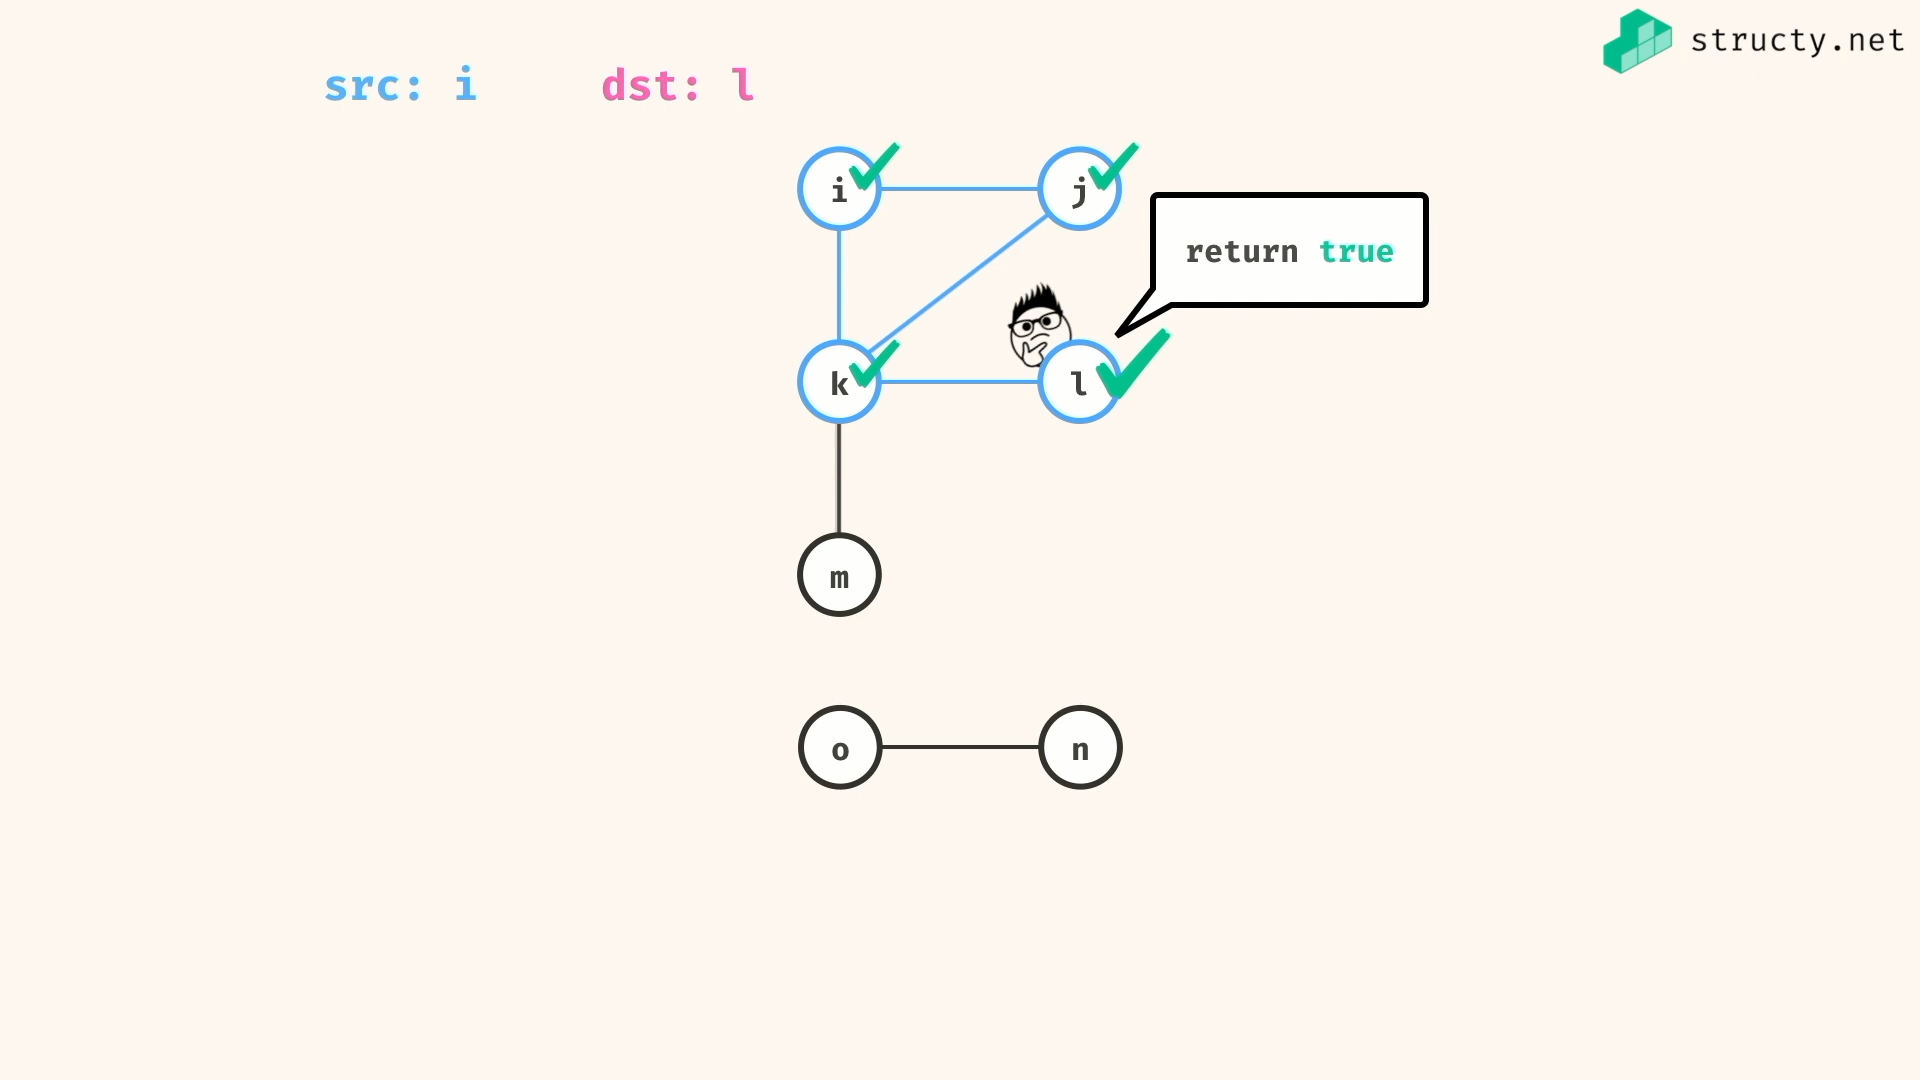 structy.net
src: i
dst: l
i
j
return true
k
l
m
o
n